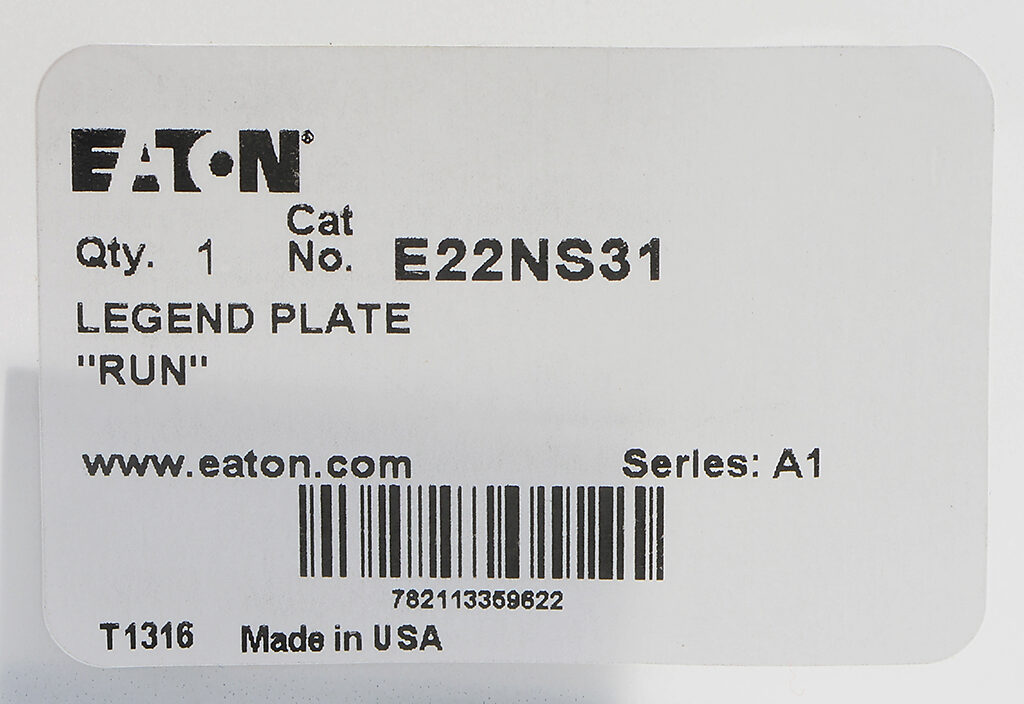 EATON®
Cat
Qty. 1 No. E22NS31
LEGEND PLATE
"RUN"
www.eaton.com Series: A1
782113359622
T1316 Made in USA